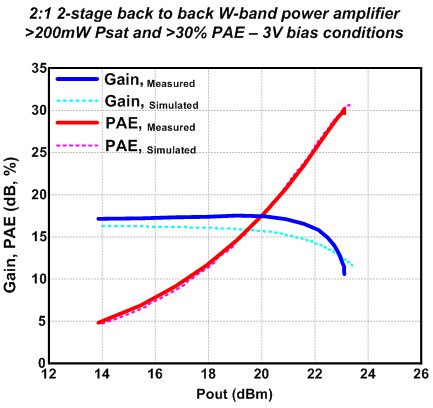 2:1 2-stage back to back W-band power amplifier
>200mW Psat and >30% PAE – 3V bias conditions
Gain, Measured
Gain, Simulated
PAE, Measured
PAE, Simulated
Gain, PAE (dB, %)
35
30
25
20
15
10
5
0
12 14 16 18 20 22 24 26
Pout (dBm)